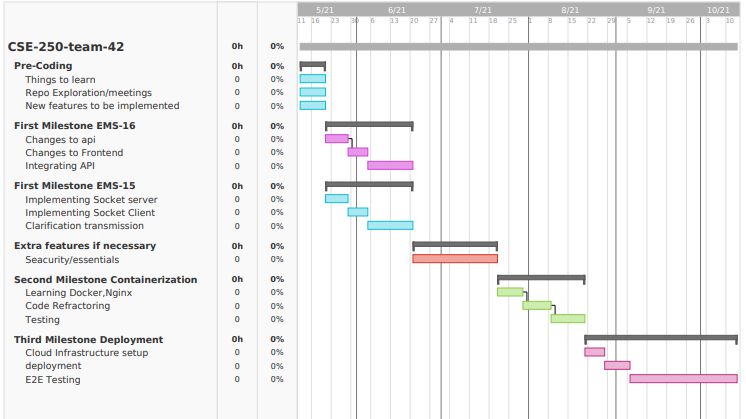 5/21 6/21 7/21 8/21 9/21 10/21
11 16 23 30 6 13 20 27 4 11 18 25 1 8 15 22 29 5 12 19 26 3 10
CSE-250-team-42 0h 0%
Pre-Coding 0h 0%
Things to learn 0 0%
Repo Exploration/meetings 0 0%
New features to be implemented 0 0%
First Milestone EMS-16 0h 0%
Changes to api 0 0%
Changes to Frontend 0 0%
Integrating API 0 0%
First Milestone EMS-15 0h 0%
Implementing Socket server 0 0%
Implementing Socket Client 0 0%
Clarification transmission 0 0%
Extra features if necessary 0h 0%
Seacurity/essentials 0 0%
Second Milestone Containerization 0h 0%
Learning Docker,Nginx 0 0%
Code Refractoring 0 0%
Testing 0 0%
Third Milestone Deployment 0h 0%
Cloud Infrastructure setup 0 0%
deployment 0 0%
E2E Testing 0 0%